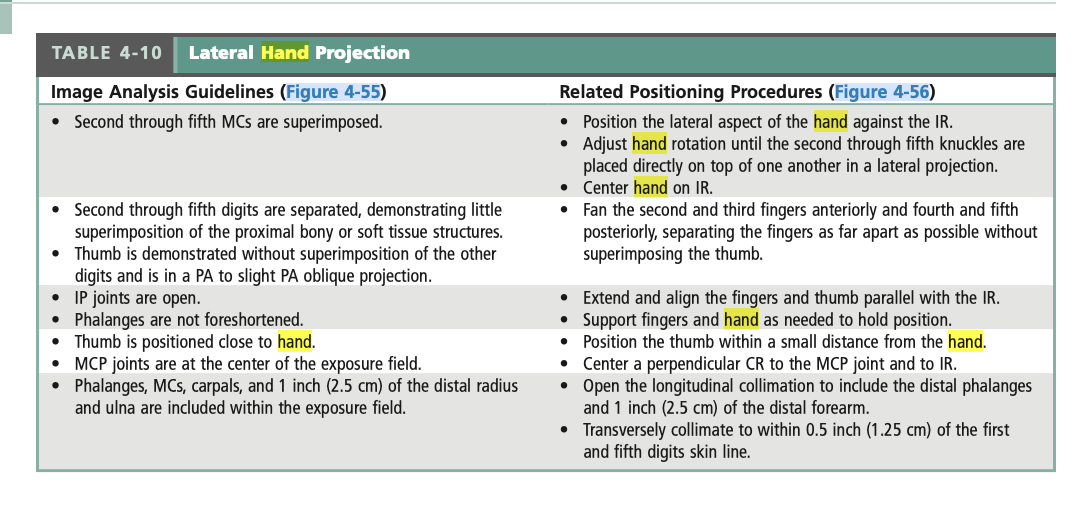 TABLE 4-10 Lateral Hand Projection
Image Analysis Guidelines (Figure 4-55)
Related Positioning Procedures (Figure 4-56)
• Second through fifth MCs are superimposed.
• Position the lateral aspect of the hand against the IR.
• Adjust hand rotation until the second through fifth knuckles are
placed directly on top of one another in a lateral projection.
• Center hand on IR.
• Second through fifth digits are separated, demonstrating little
superimposition of the proximal bony or soft tissue structures.
• Thumb is demonstrated without superimposition of the other
digits and is in a PA to slight PA oblique projection.
• Fan the second and third fingers anteriorly and fourth and fifth
posteriorly, separating the fingers as far apart as possible without
superimposing the thumb.
• IP joints are open.
• Phalanges are not foreshortened.
• Extend and align the fingers and thumb parallel with the IR.
• Support fingers and hand as needed to hold position.
• Thumb is positioned close to hand.
• MCP joints are at the center of the exposure field.
• Position the thumb within a small distance from the hand.
• Center a perpendicular CR to the MCP joint and to IR.
• Phalanges, MCs, carpals, and 1 inch (2.5 cm) of the distal radius
and ulna are included within the exposure field.
• Open the longitudinal collimation to include the distal phalanges
and 1 inch (2.5 cm) of the distal forearm.
• Transversely collimate to within 0.5 inch (1.25 cm) of the first
and fifth digits skin line.